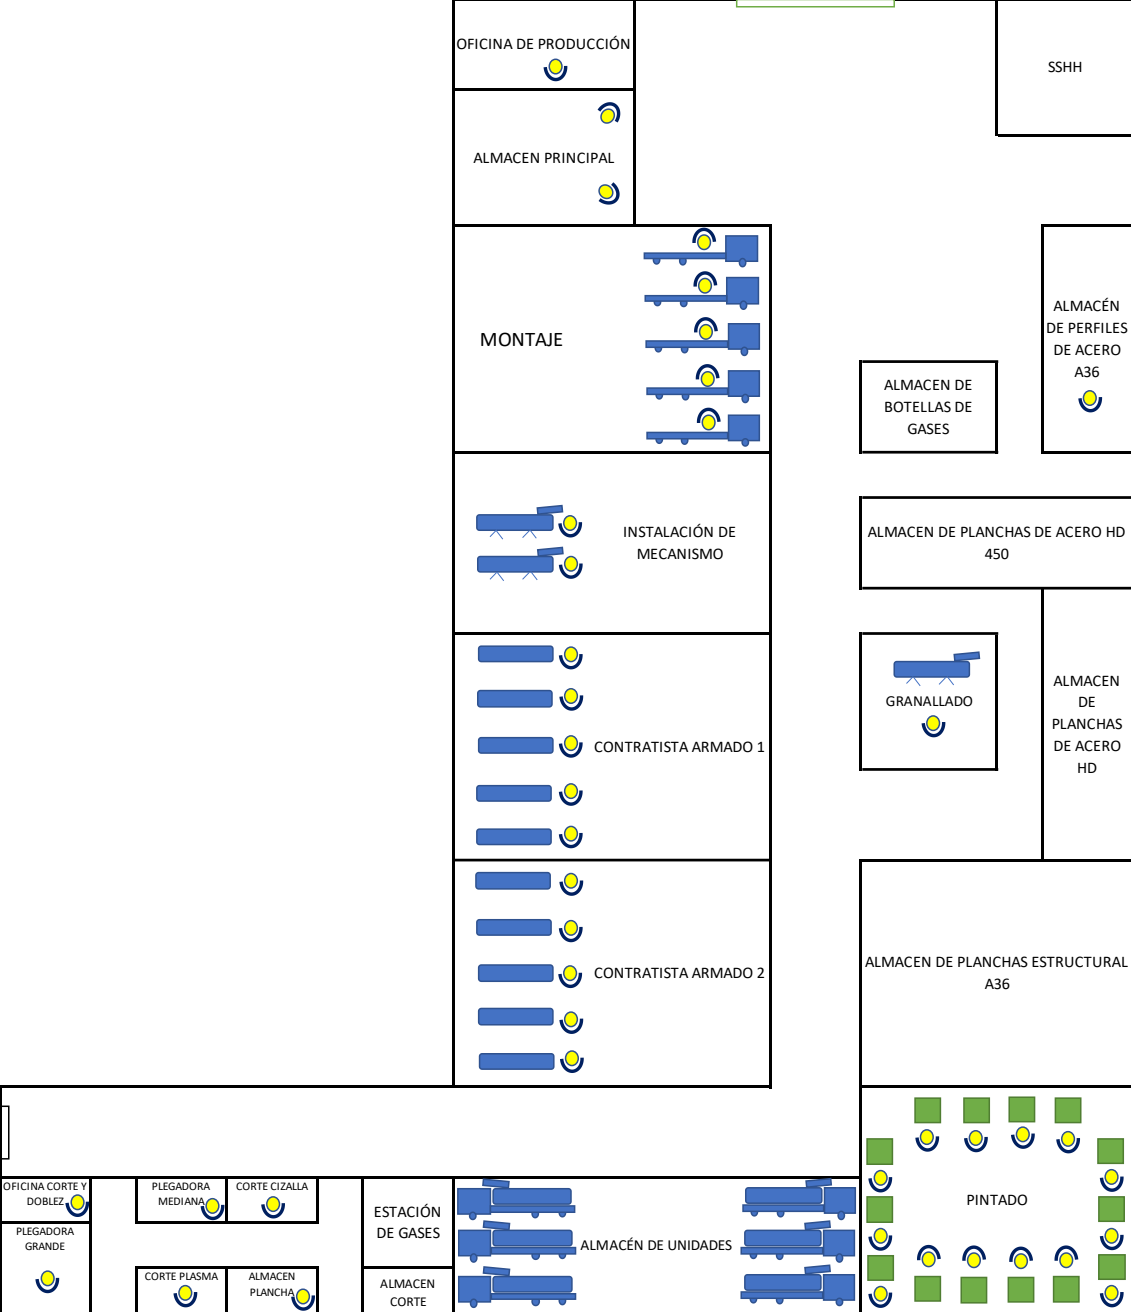 OFICINA DE PRODUCCIÓN
SSHH
ALMACEN PRINCIPAL
MONTAJE
ALMACÉN
DE PERFILES
DE ACERO
A36
ALMACEN DE
BOTELLAS DE
GASES
INSTALACIÓN DE
MECANISMO
ALMACEN DE PLANCHAS DE ACERO HD
450
GRANALLADO
ALMACEN
DE
PLANCHAS
DE ACERO
HD
CONTRATISTA ARMADO 1
CONTRATISTA ARMADO 2
ALMACEN DE PLANCHAS ESTRUCTURAL
A36
OFICINA CORTE Y
DOBLEZ
PLEGADORA
MEDIANA
CORTE CIZALLA
PLEGADORA
GRANDE
ESTACIÓN
DE GASES
ALMACÉN DE UNIDADES
PINTADO
CORTE PLASMA
ALMACEN
PLANCHA
ALMACEN
CORTE